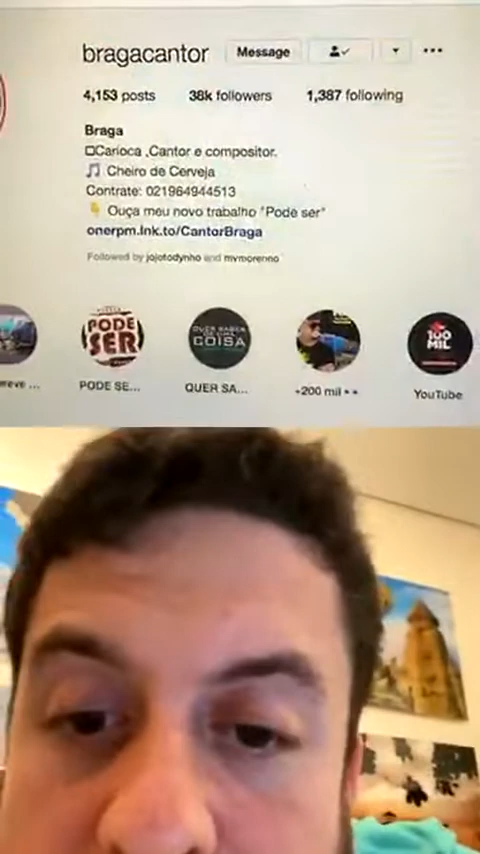 bragacantor Message
4,153 posts 38k followers 1,387 following
Braga
Carioca ,Cantor e compositor.
🎵 Cheiro de Cerveja
Contrate: 021964944513
👇 Ouça meu novo trabalho "Pode ser"
onerpm.lnk.to/CantorBraga
Followed by jojotodynho and mvmorenno
PODE
SER
QUER SABER
DE UMA
COISA
100
MIL
PODE SE...
QUER SA...
+200 mil
YouTube